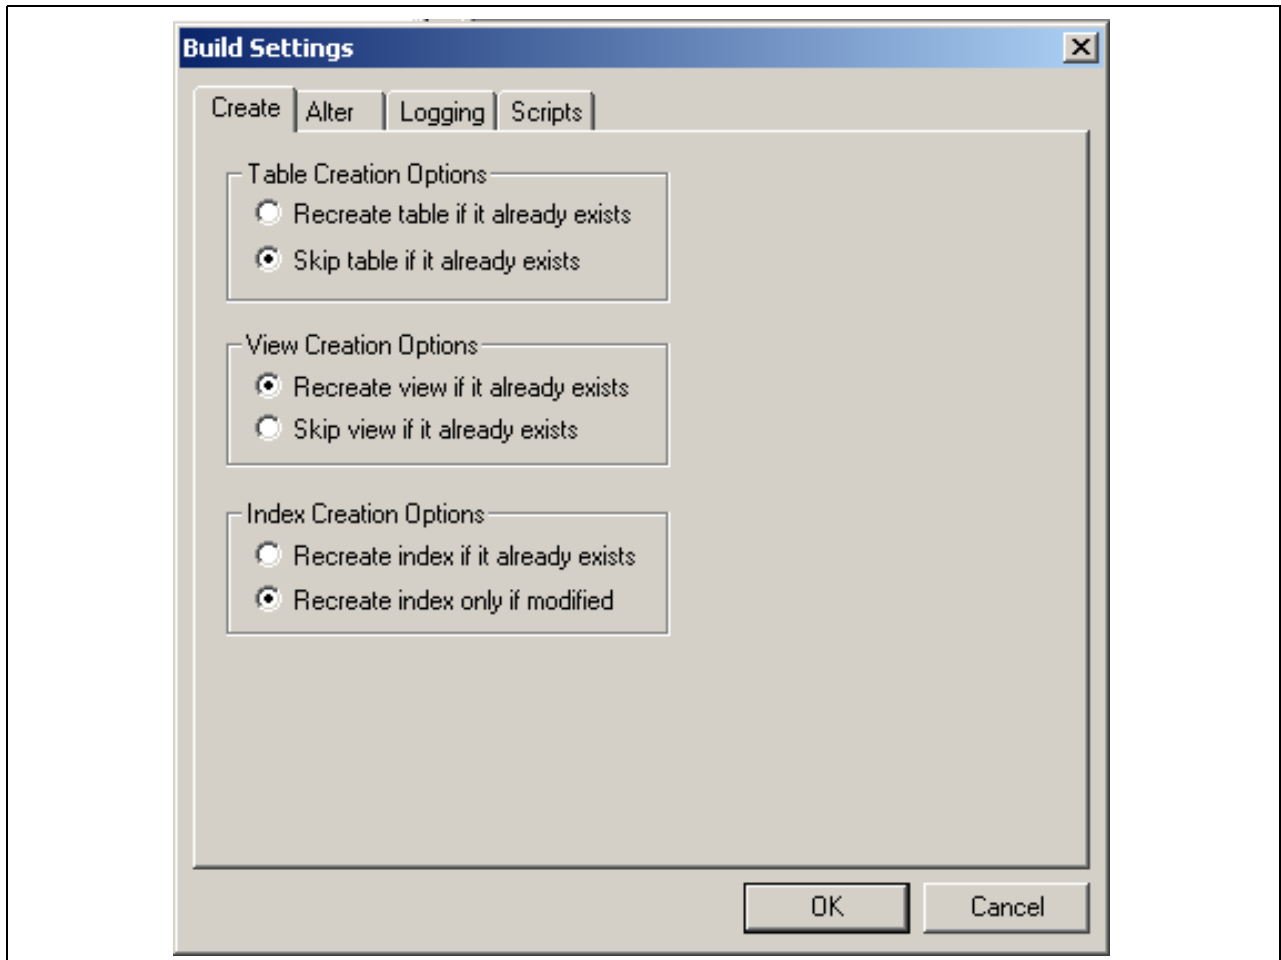 Build Settings
Create
Alter
Logging
Scripts
Table Creation Options
Recreate table if it already exists
Skip table if it already exists
View Creation Options
Recreate view if it already exists
Skip view if it already exists
Index Creation Options
Recreate index if it already exists
Recreate index only if modified
OK
Cancel